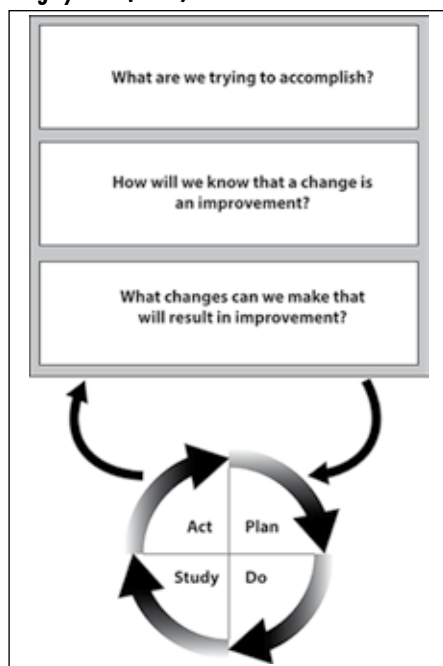 What are we trying to accomplish?
How will we know that a change is
an improvement?
What changes can we make that
will result in improvement?
Act
Plan
Study
Do